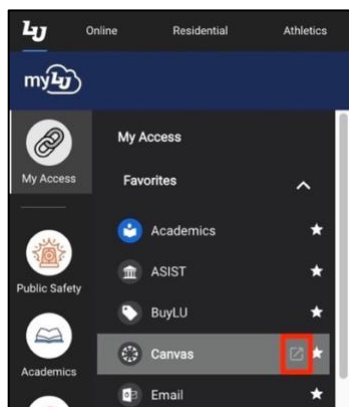 LU Online Residential Athletics
myLU
My Access
My Access
Favorites
Academics
ASIST
Public Safety
BuyLU
Canvas
Academics
Email